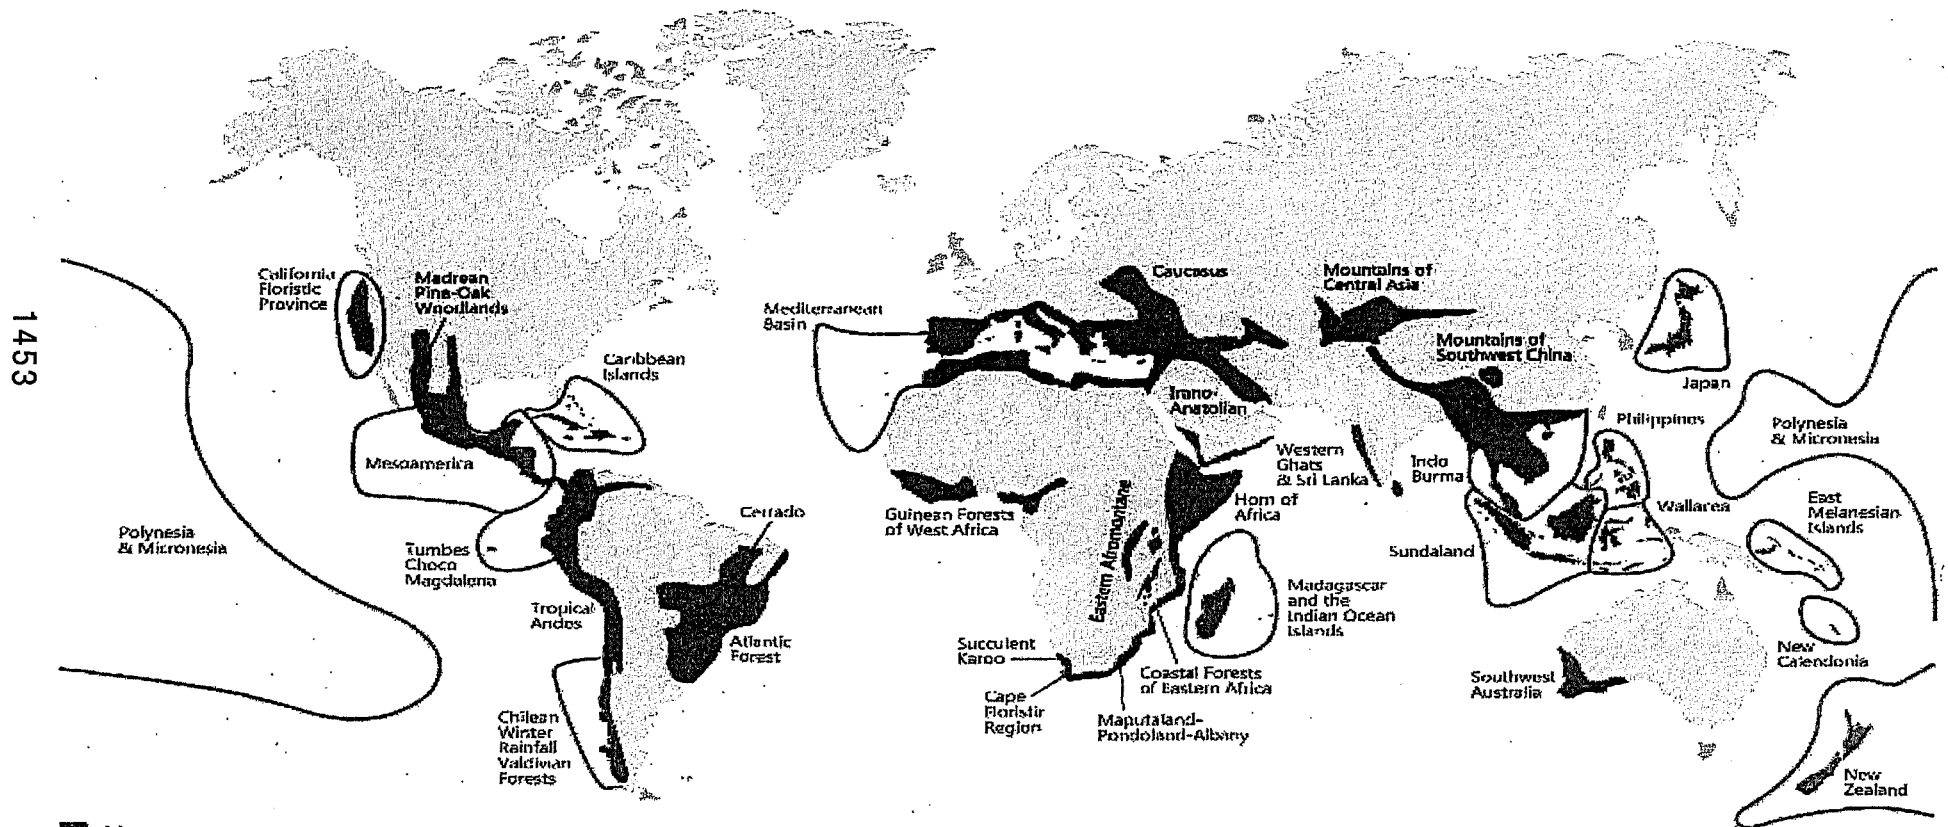 1453
California
Floristic
Province
Madrean
Pine-Oak
Woodlands
Caribbean
Islands
Mesoamerica
Polynesia
& Micronesia
Tumbes
Choco
Magdalena
Tropical
Andes
Cerrado
Atlantic
Forest
Chilean
Winter
Rainfall
Valdivian
Forests
Mediterranean
Basin
Caucasus
Irano-
Anatolian
Mountains of
Central Asia
Mountains of
Southwest China
Japan
Philippines
Polynesia
& Micronesia
Western
Ghats
& Sri Lanka
Indo
Burma
Guinean Forests
of West Africa
Eastern Afromontane
Horn of
Africa
Sundaland
Wallacea
East
Melanesian
Islands
Madagascar
and the
Indian Ocean
Islands
Succulent
Karoo
Cape
Floristic
Region
Coastal Forests
of Eastern Africa
Maputaland-
Pondoland-Albany
Southwest
Australia
New
Calendonia
New
Zealand